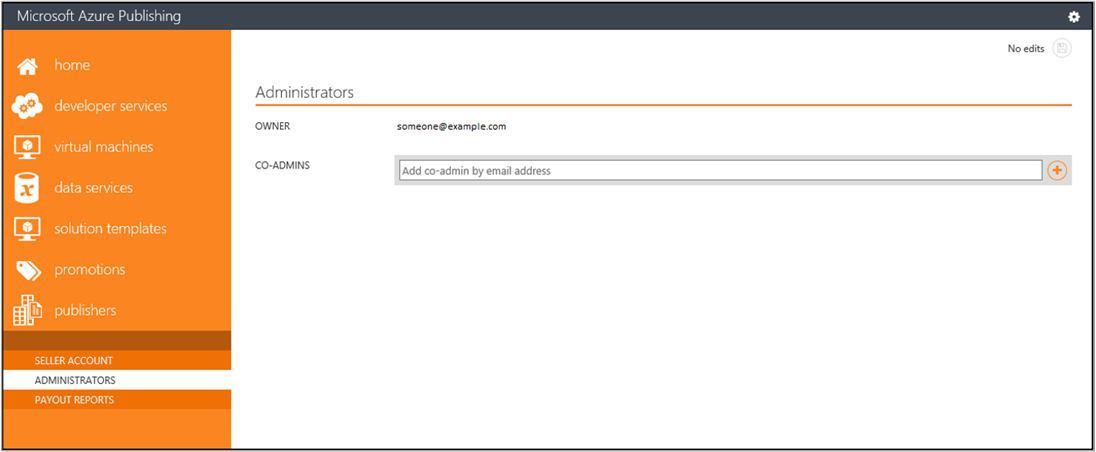 Microsoft Azure Publishing
No edits
home
developer services
virtual machines
data services
solution templates
promotions
publishers
SELLER ACCOUNT
ADMINISTRATORS
PAYOUT REPORTS
Administrators
OWNER someone@example.com
CO-ADMINS Add co-admin by email address